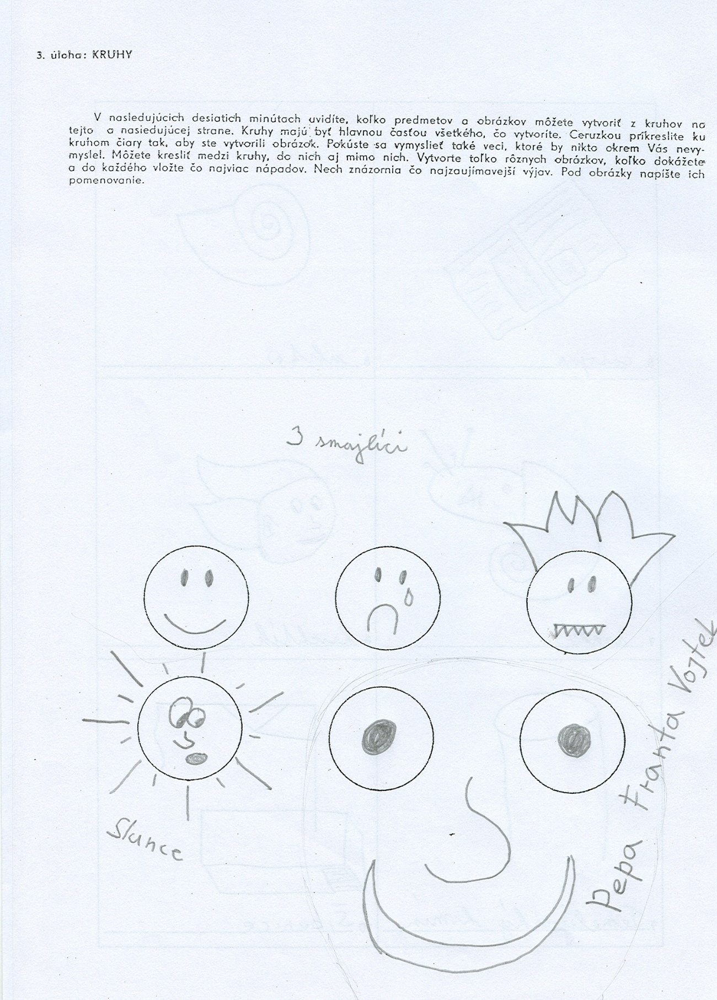 3. úloha: KRUHY
V nasledujúcich desiatich minútach uvidíte, koľko predmetov a obrázkov môžete vytvoriť z kruhov na
tejto a nasledujúcej strane. Kruhy majú byť hlavnou časťou všetkého, čo vytvoríte. Ceruzkou prikreslite ku
kruhom čiary tak, aby ste vytvorili obrázok. Pokúste sa vymyslieť také veci, ktoré by nikto okrem Vás nevy-
myslel. Môžete kresliť medzi kruhy, do nich aj mimo nich. Vytvorte toľko rôznych obrázkov, koľko dokážete
a do každého vložte čo najviac nápadov. Nech znázornia čo najzaujímavejší výjav. Pod obrázky napíšte ich
pomenovanie.
3 smajlíci
Slunce
Pepa Franta Vojtek